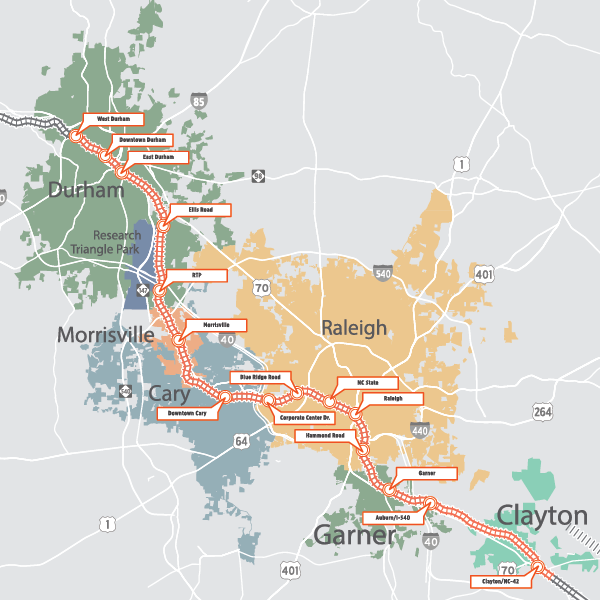 West Durham
Downtown Durham
East Durham
85
98
1
Durham
Ellis Road
Research
Triangle Park
540
401
RTP
147
70
Morrisville
Morrisville
Raleigh
40
Blue Ridge Road
NC State
Cary
Raleigh
Downtown Cary
Corporate Center Dr.
264
440
Hammond Road
64
Garner
Auburn/I-540
Clayton
1
Garner
40
401
70
Clayton/NC-42